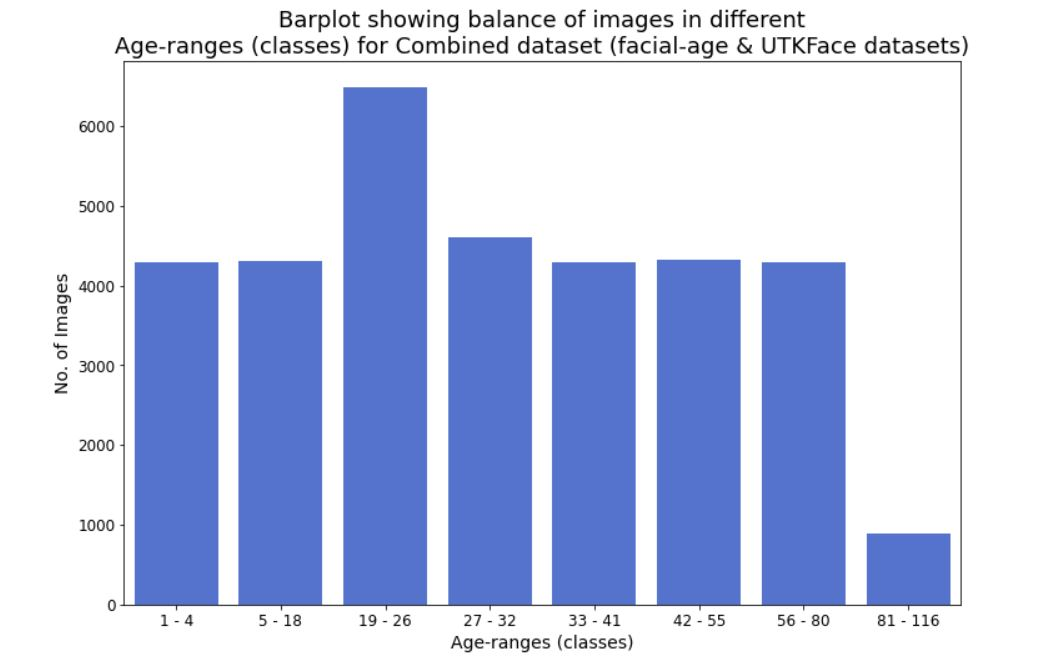 Barplot showing balance of images in different
Age-ranges (classes) for Combined dataset (facial-age & UTKFace datasets)
No. of Images
6000
5000
4000
3000
2000
1000
0
1 - 4 5 - 18 19 - 26 27 - 32 33 - 41 42 - 55 56 - 80 81 - 116
Age-ranges (classes)